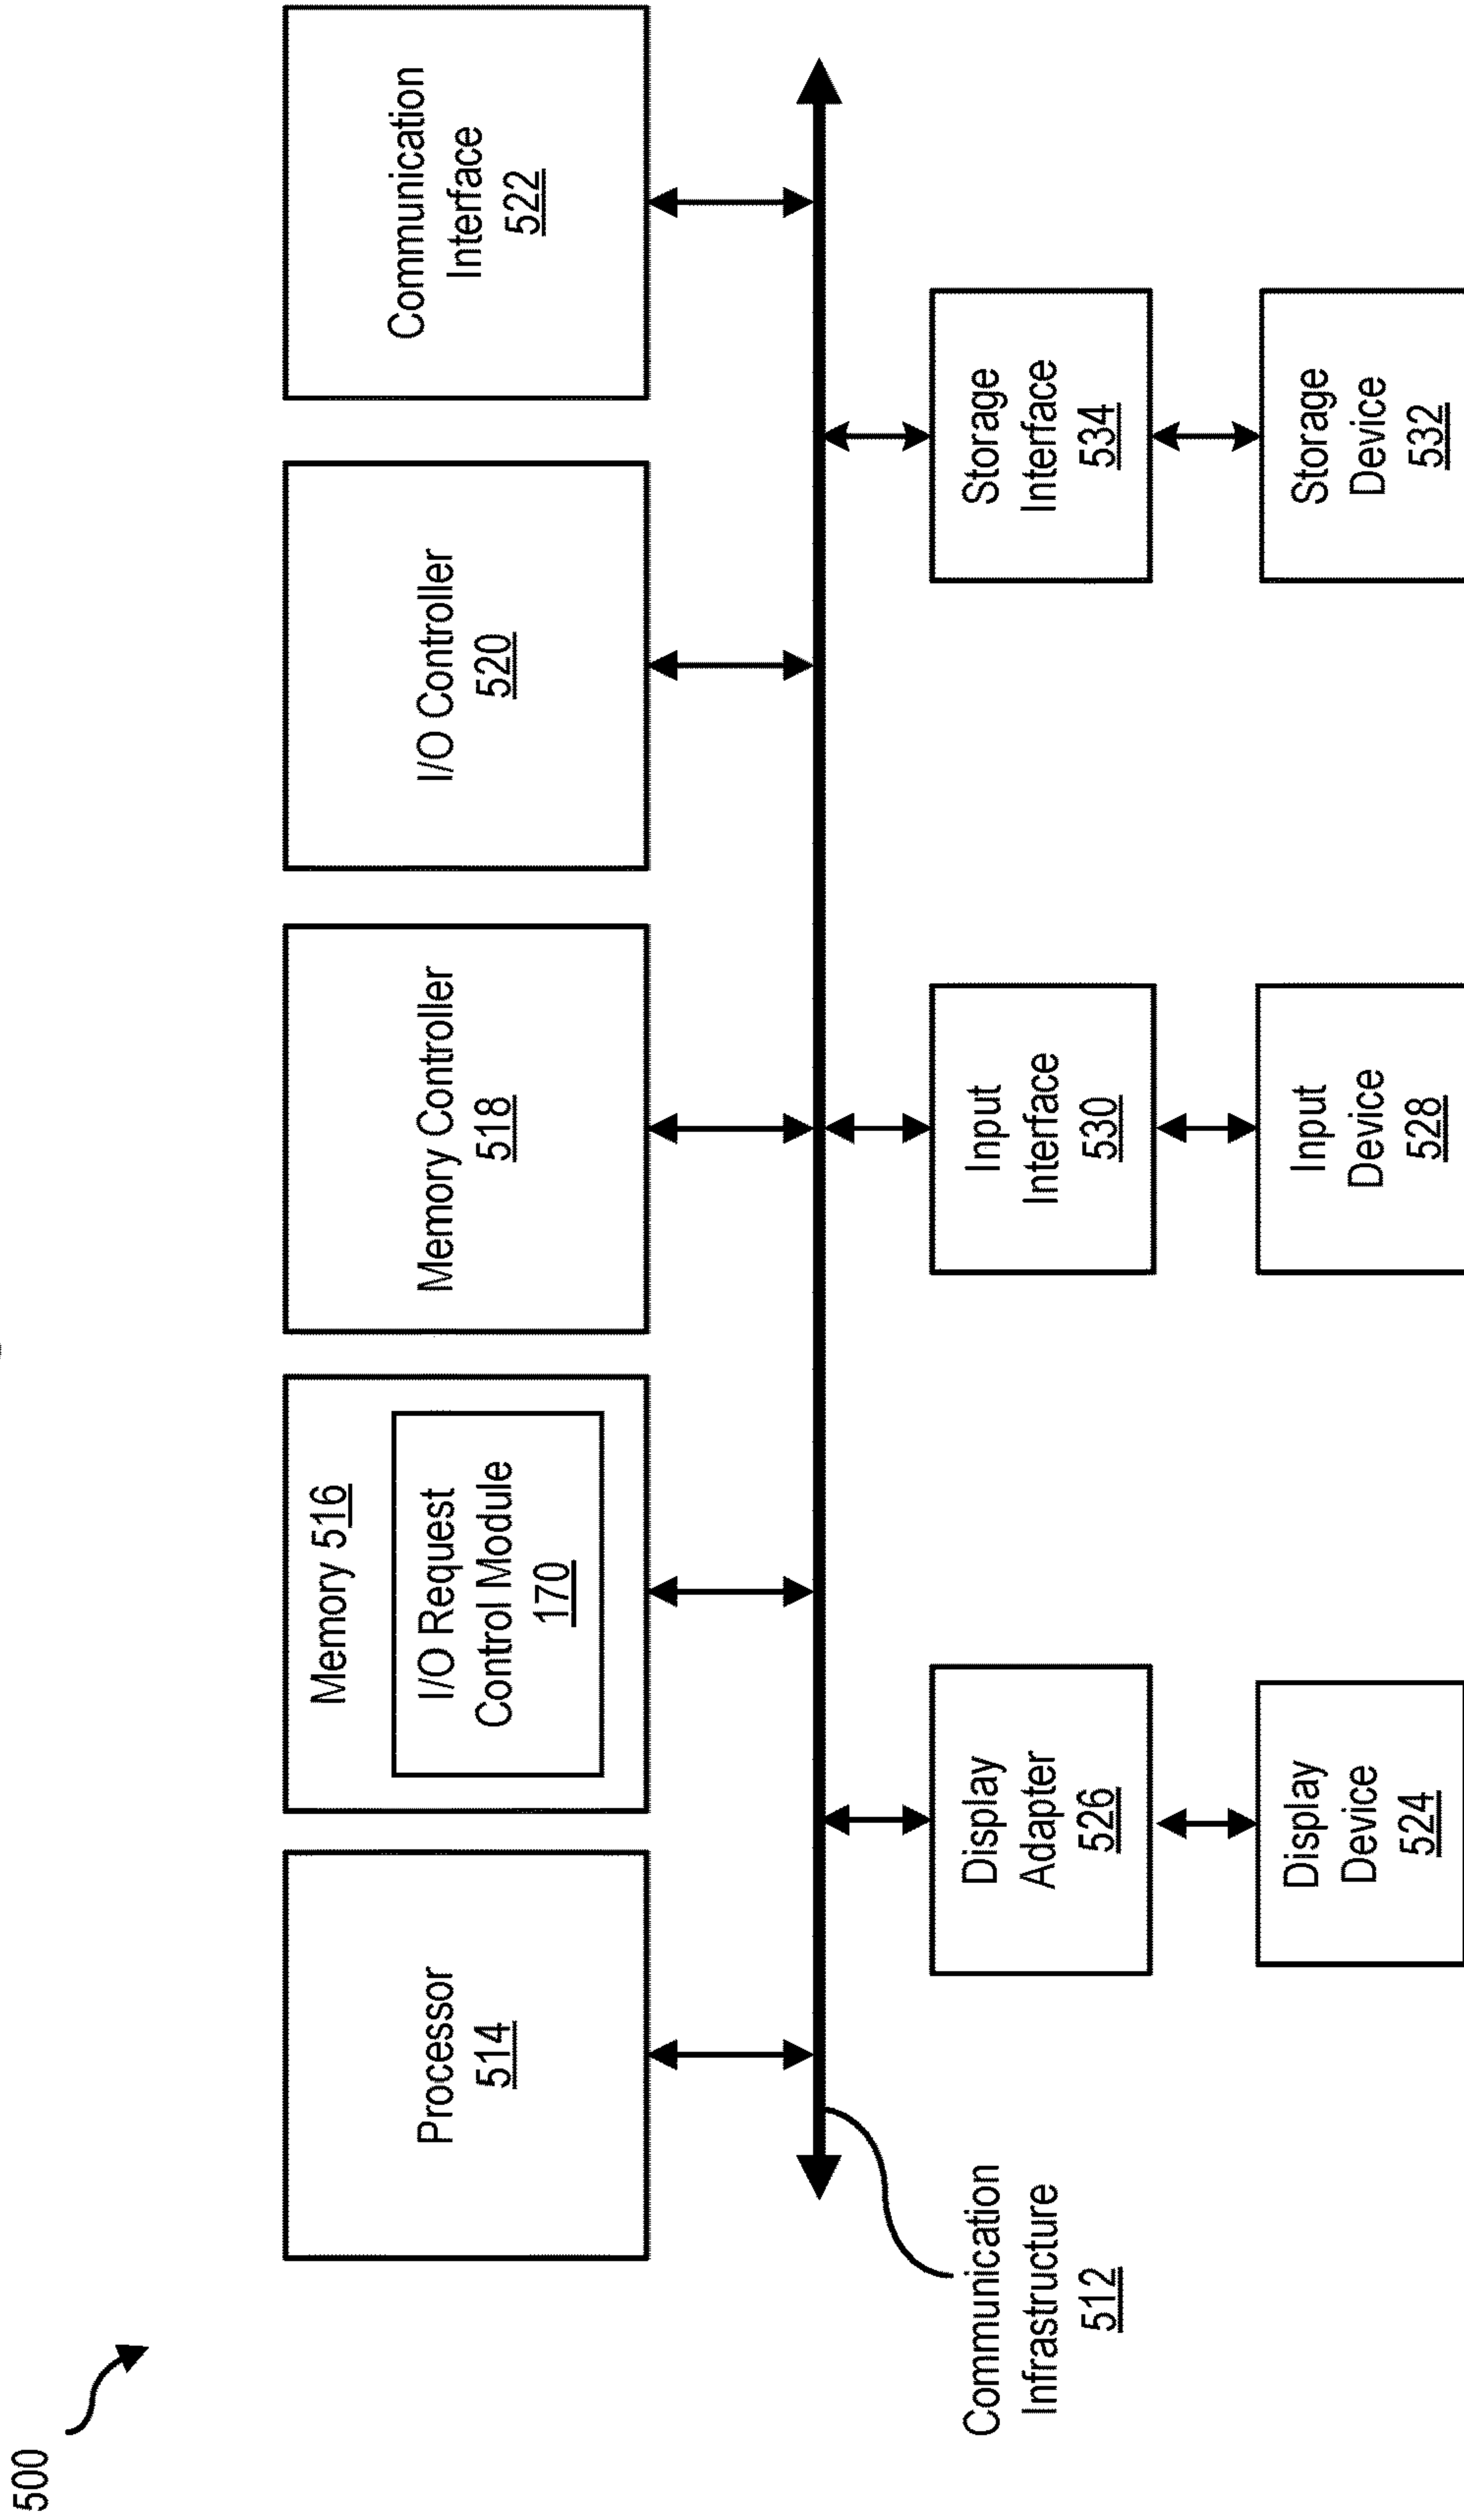 500
Processor
514
Memory 516
I/O Request
Control Module
170
Memory Controller
518
I/O Controller
520
Communication
Interface
522
Communication
Infrastructure
512
Display
Adapter
526
Input
Interface
530
Storage
Interface
534
Display
Device
524
Input
Device
528
Storage
Device
532